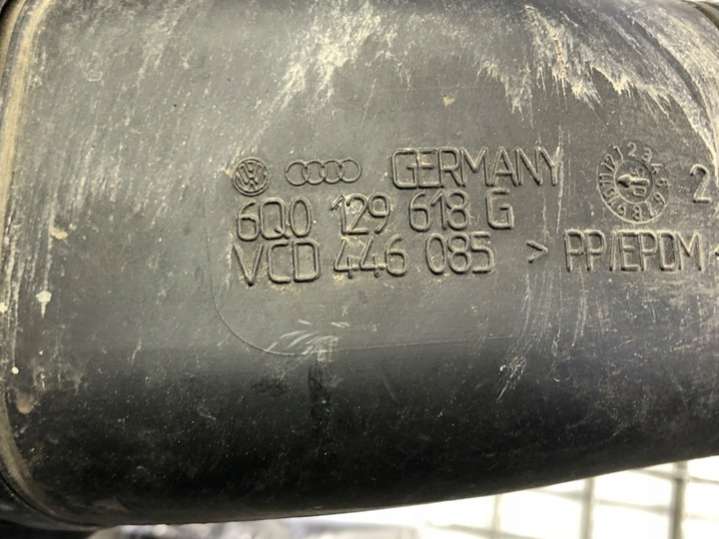 GERMANY
6Q0 129 618 G
VCD 446 085 > PP/EPDM